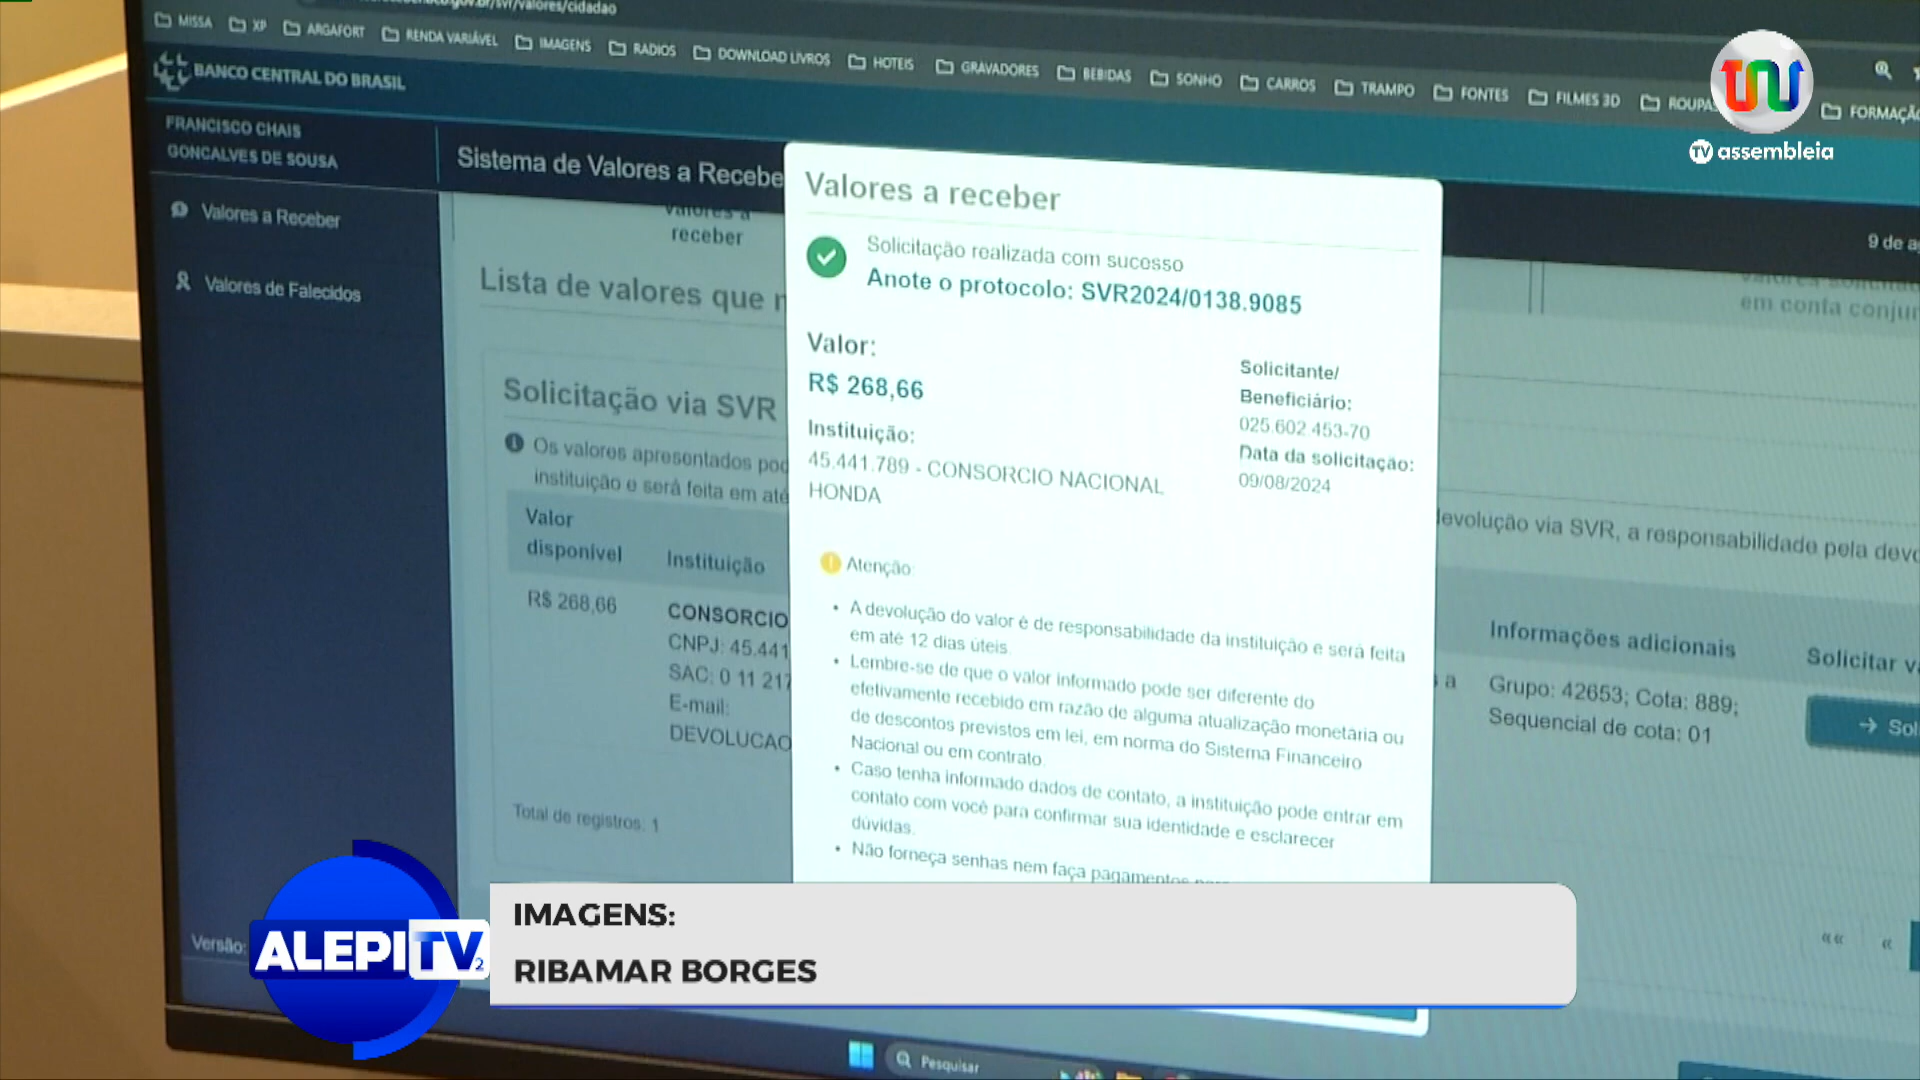 MISSA
XP
ARGAFORT
RENDA VARIÁVEL
IMAGENS
RADIOS
DOWNLOAD LIVROS
HOTEIS
GRAVADORES
BEBIDAS
SONHO
CARROS
TRAMPO
FONTES
FILMES 3D
FORMAÇÃ
TV assembleia
BANCO CENTRAL DO BRASIL
FRANCISCO CHAIS
GONCALVES DE SOUSA
Valores a Receber
Valores de Falecidos
Versão:
Sistema de Valores a Recebe
9 de a
receber
em conta conjun
Lista de valores que
Solicitação via SVR
Os valores apresentados pod
instituição e será feita em até
devolução via SVR, a responsabilidade pela devo
Valor
disponível
Instituição
Informações adicionais
Solicitar va
R$ 268,66
CONSORCIO
CNPJ: 45.441
SAC: 0 11 217
E-mail:
DEVOLUCAO
Grupo: 42653; Cota: 889;
Sequencial de cota: 01
Sol
Total de registros: 1
Valores a receber
Solicitação realizada com sucesso
Anote o protocolo: SVR2024/0138.9085
Valor:
R$ 268,66
Instituição:
45.441.789 - CONSORCIO NACIONAL
HONDA
Solicitante/
Beneficiário:
025.602.453-70
Data da solicitação:
09/08/2024
Atenção:
• A devolução do valor é de responsabilidade da instituição e será feita
em até 12 dias úteis.
• Lembre-se de que o valor informado pode ser diferente do
efetivamente recebido em razão de alguma atualização monetária ou
de descontos previstos em lei, em norma do Sistema Financeiro
Nacional ou em contrato.
• Caso tenha informado dados de contato, a instituição pode entrar em
contato com você para confirmar sua identidade e esclarecer
dúvidas.
• Não forneça senhas nem faça pagamentos
ALEPI TV 2
IMAGENS:
RIBAMAR BORGES
Pesquisar